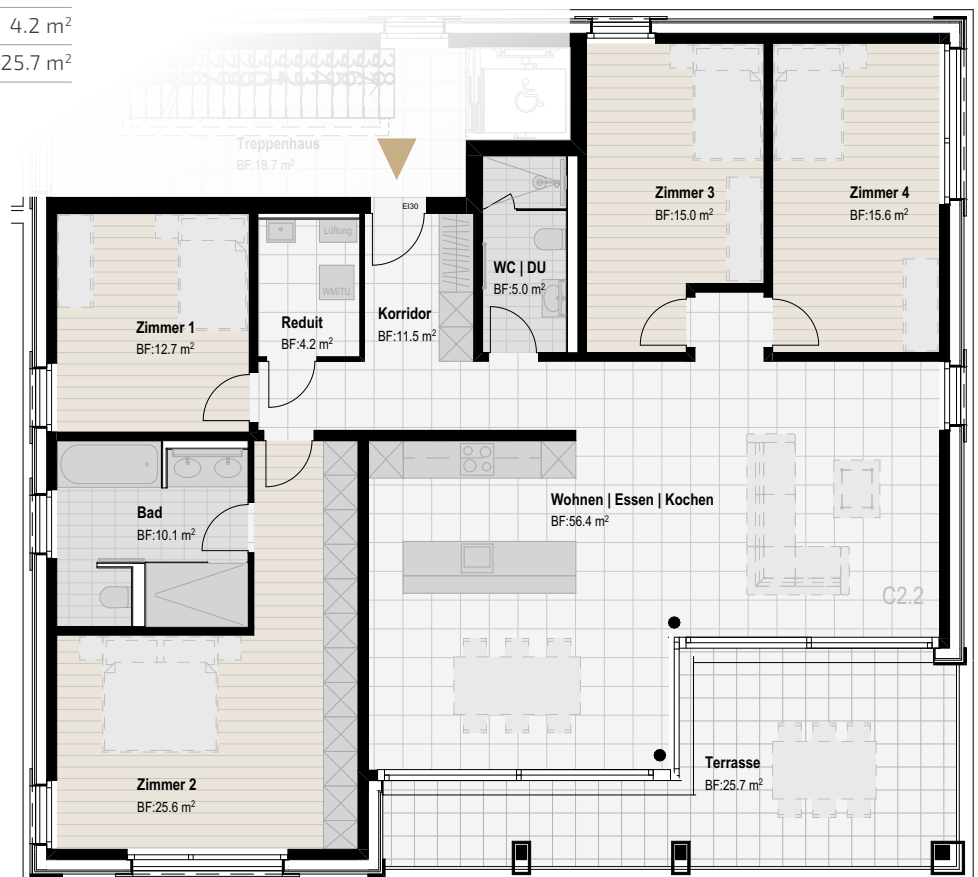 4.2 m²
25.7 m²
Treppenhaus
BF:18.7 m²
EI30
Zimmer 3
BF:15.0 m²
Zimmer 4
BF:15.6 m²
Lüftung
WM/TU
WC | DU
BF:5.0 m²
Zimmer 1
BF:12.7 m²
Reduit
BF:4.2 m²
Korridor
BF:11.5 m²
Bad
BF:10.1 m²
Wohnen | Essen | Kochen
BF:56.4 m²
C2.2
Zimmer 2
BF:25.6 m²
Terrasse
BF:25.7 m²